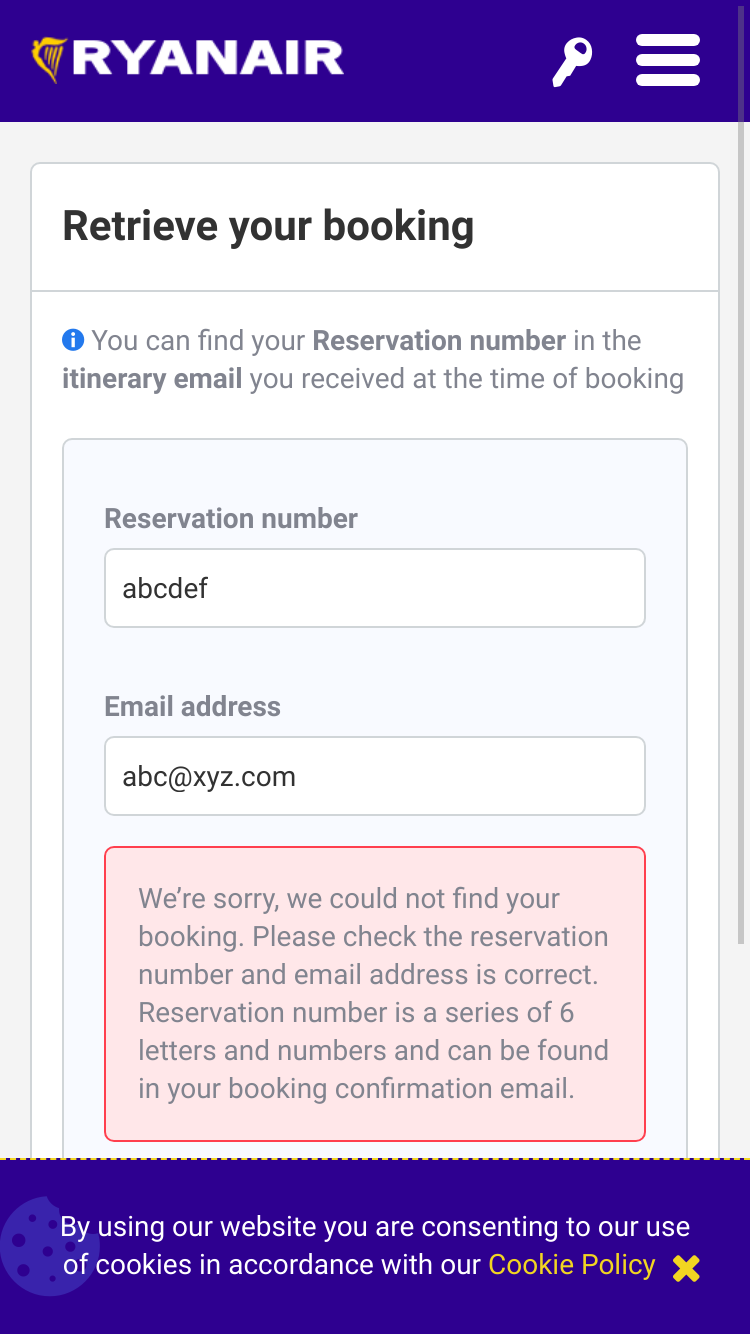 RYANAIR
Retrieve your booking
You can find your Reservation number in the
itinerary email you received at the time of booking
Reservation number
abcdef
Email address
abc@xyz.com
We’re sorry, we could not find your
booking. Please check the reservation
number and email address is correct.
Reservation number is a series of 6
letters and numbers and can be found
in your booking confirmation email.
By using our website you are consenting to our use
of cookies in accordance with our Cookie Policy